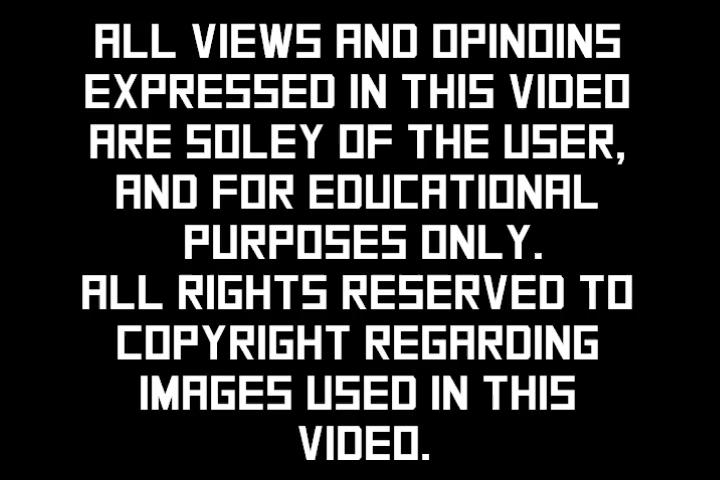 ALL VIEWS AND OPINOINS
EXPRESSED IN THIS VIDEO
ARE SOLEY OF THE USER,
AND FOR EDUCATIONAL
PURPOSES ONLY.
ALL RIGHTS RESERVED TO
COPYRIGHT REGARDING
IMAGES USED IN THIS
VIDEO.